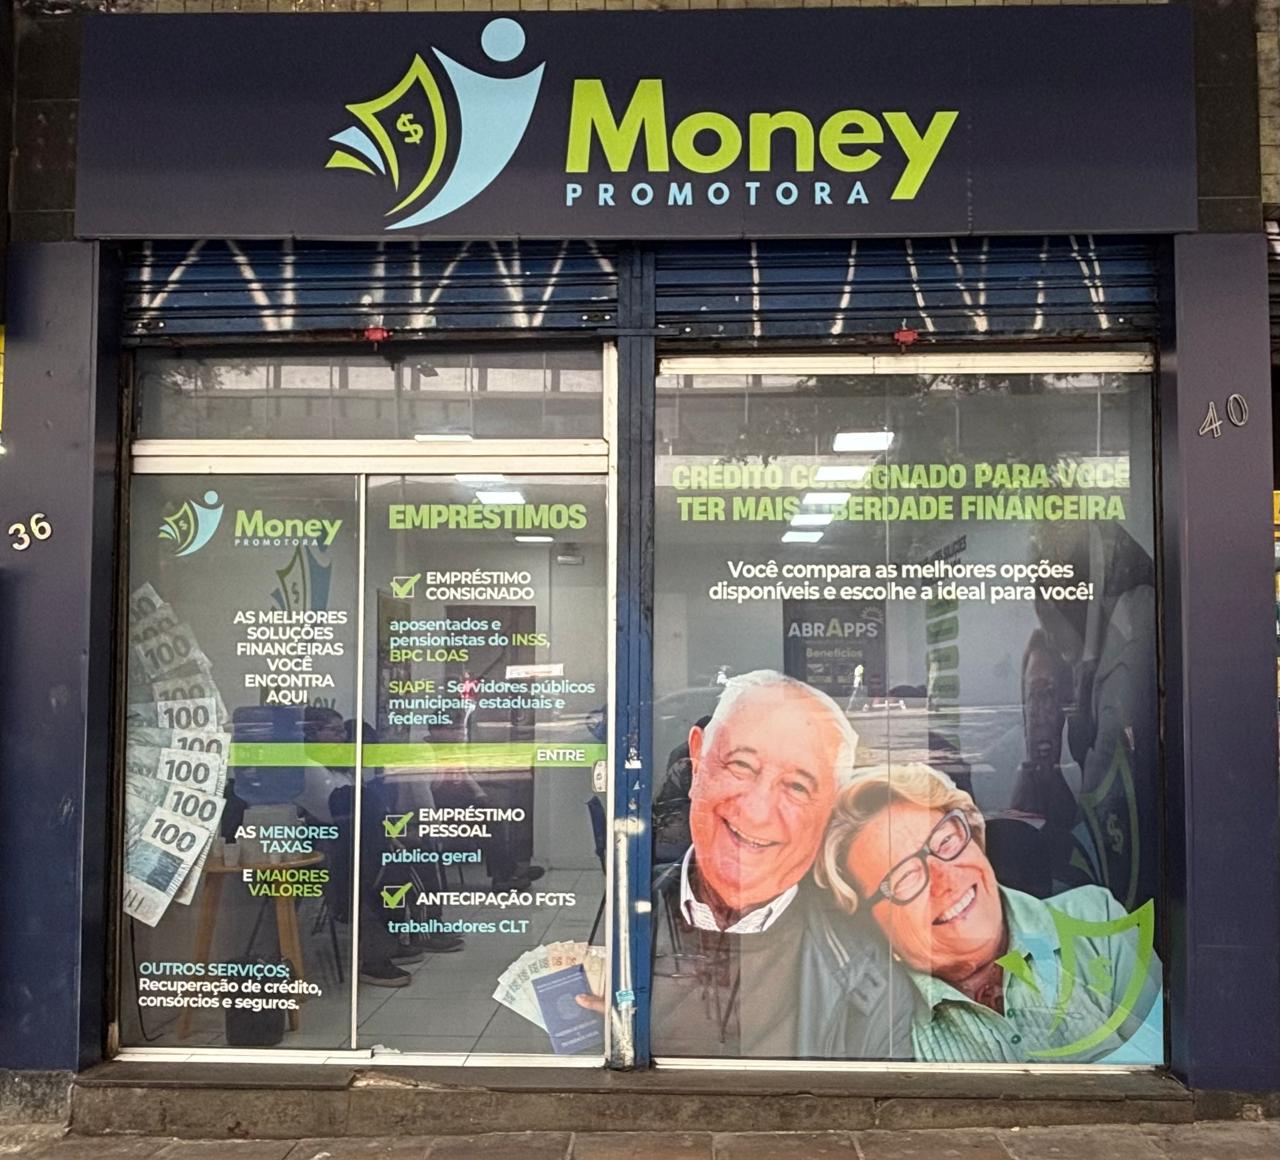 $
Money
PROMOTORA
36
40
Money
PROMOTORA
AS MELHORES
SOLUÇÕES
FINANCEIRAS
VOCÊ
ENCONTRA
AQUI
100
100
100
100
100
100
100
AS MENORES
TAXAS
E MAIORES
VALORES
OUTROS SERVIÇOS:
Recuperação de crédito,
consórcios e seguros.
EMPRÉSTIMOS
EMPRÉSTIMO
CONSIGNADO
aposentados e
pensionistas do INSS,
BPC LOAS
SIAPE - Servidores públicos
municipais, estaduais e
federais.
ENTRE
EMPRÉSTIMO
PESSOAL
público geral
ANTECIPAÇÃO FGTS
trabalhadores CLT
CRÉDITO CONSIGNADO PARA VOCÊ
TER MAIS LIBERDADE FINANCEIRA
Você compara as melhores opções
disponíveis e escolhe a ideal para você!
ABRAPPS
Benefícios
$